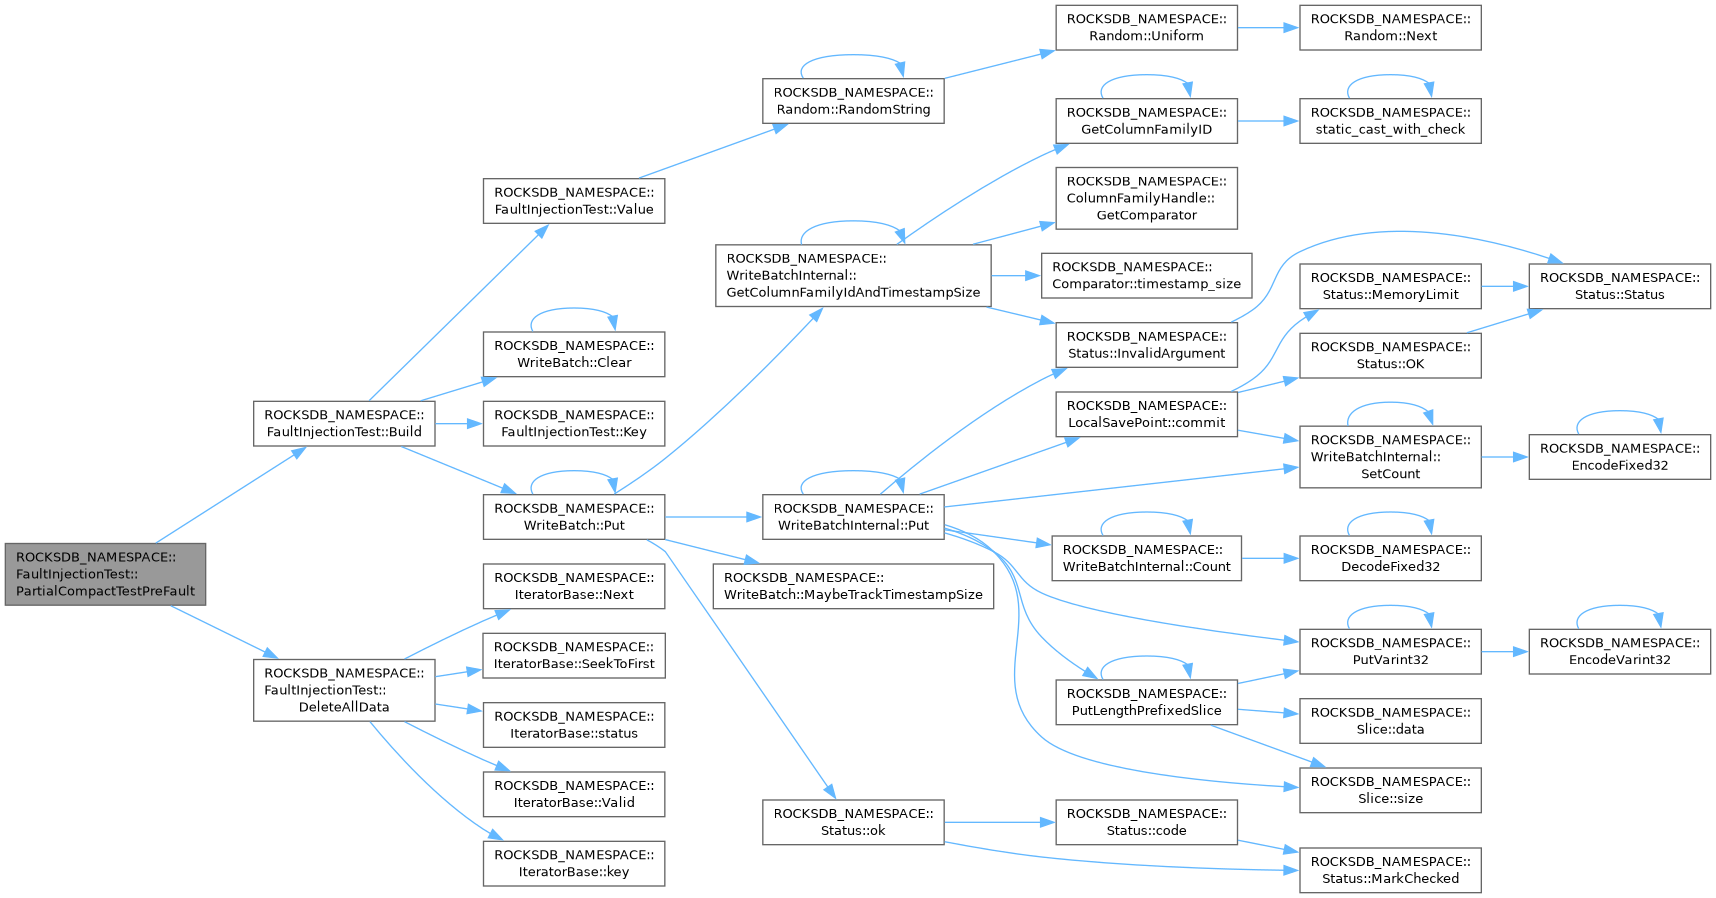 ROCKSDB_NAMESPACE::
FaultInjectionTest::
PartialCompactTestPreFault
ROCKSDB_NAMESPACE::
FaultInjectionTest::Build
ROCKSDB_NAMESPACE::
FaultInjectionTest::
DeleteAllData
ROCKSDB_NAMESPACE::
FaultInjectionTest::Value
ROCKSDB_NAMESPACE::
WriteBatch::Clear
ROCKSDB_NAMESPACE::
FaultInjectionTest::Key
ROCKSDB_NAMESPACE::
WriteBatch::Put
ROCKSDB_NAMESPACE::
IteratorBase::Next
ROCKSDB_NAMESPACE::
IteratorBase::SeekToFirst
ROCKSDB_NAMESPACE::
IteratorBase::status
ROCKSDB_NAMESPACE::
IteratorBase::Valid
ROCKSDB_NAMESPACE::
IteratorBase::key
ROCKSDB_NAMESPACE::
Random::RandomString
ROCKSDB_NAMESPACE::
WriteBatchInternal::
GetColumnFamilyIdAndTimestampSize
ROCKSDB_NAMESPACE::
WriteBatchInternal::Put
ROCKSDB_NAMESPACE::
WriteBatch::MaybeTrackTimestampSize
ROCKSDB_NAMESPACE::
Status::ok
ROCKSDB_NAMESPACE::
Random::Uniform
ROCKSDB_NAMESPACE::
GetColumnFamilyID
ROCKSDB_NAMESPACE::
ColumnFamilyHandle::
GetComparator
ROCKSDB_NAMESPACE::
Comparator::timestamp_size
ROCKSDB_NAMESPACE::
Status::InvalidArgument
ROCKSDB_NAMESPACE::
LocalSavePoint::commit
ROCKSDB_NAMESPACE::
WriteBatchInternal::Count
ROCKSDB_NAMESPACE::
PutLengthPrefixedSlice
ROCKSDB_NAMESPACE::
Status::code
ROCKSDB_NAMESPACE::
Random::Next
ROCKSDB_NAMESPACE::
static_cast_with_check
ROCKSDB_NAMESPACE::
Status::MemoryLimit
ROCKSDB_NAMESPACE::
Status::OK
ROCKSDB_NAMESPACE::
WriteBatchInternal::
SetCount
ROCKSDB_NAMESPACE::
DecodeFixed32
ROCKSDB_NAMESPACE::
PutVarint32
ROCKSDB_NAMESPACE::
Slice::data
ROCKSDB_NAMESPACE::
Slice::size
ROCKSDB_NAMESPACE::
Status::MarkChecked
ROCKSDB_NAMESPACE::
Status::Status
ROCKSDB_NAMESPACE::
EncodeFixed32
ROCKSDB_NAMESPACE::
EncodeVarint32